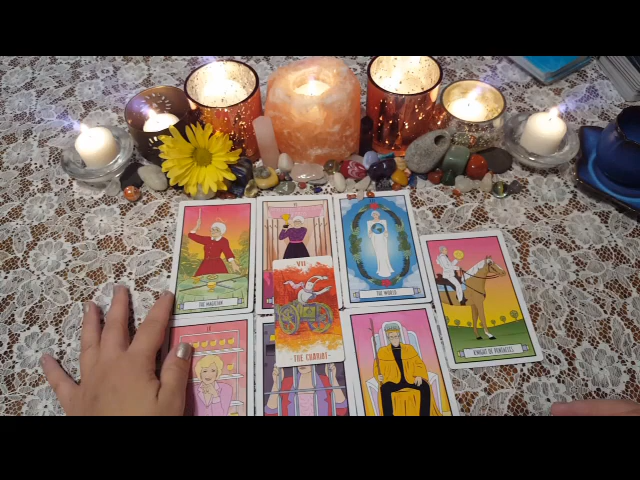 THE MAGICIAN
THE WORLD
VII
THE CHARIOT
KNIGHT OF PENTACLES